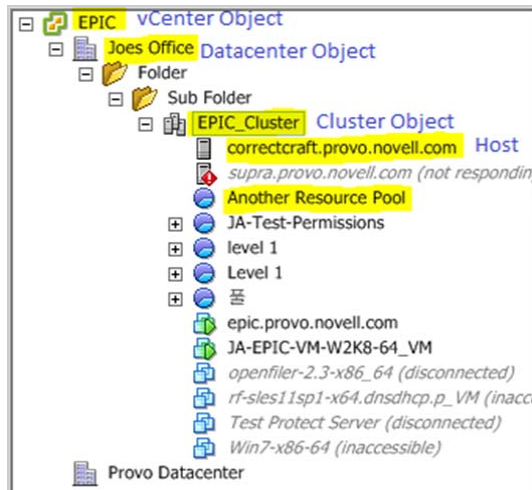 EPIC vCenter Object
Joes Office Datacenter Object
Folder
Sub Folder
EPIC_Cluster Cluster Object
correctcraft.provo.novell.com Host
supra.provo.novell.com (not respondin
Another Resource Pool
JA-Test-Permissions
level 1
Level 1
풀
epic.provo.novell.com
JA-EPIC-VM-W2K8-64_VM
openfiler-2.3-x86_64 (disconnected)
rf-sles11sp1-x64.dnsdhcp.p_VM (inacc
Test Protect Server (disconnected)
Win7-x86-64 (inaccessible)
Provo Datacenter